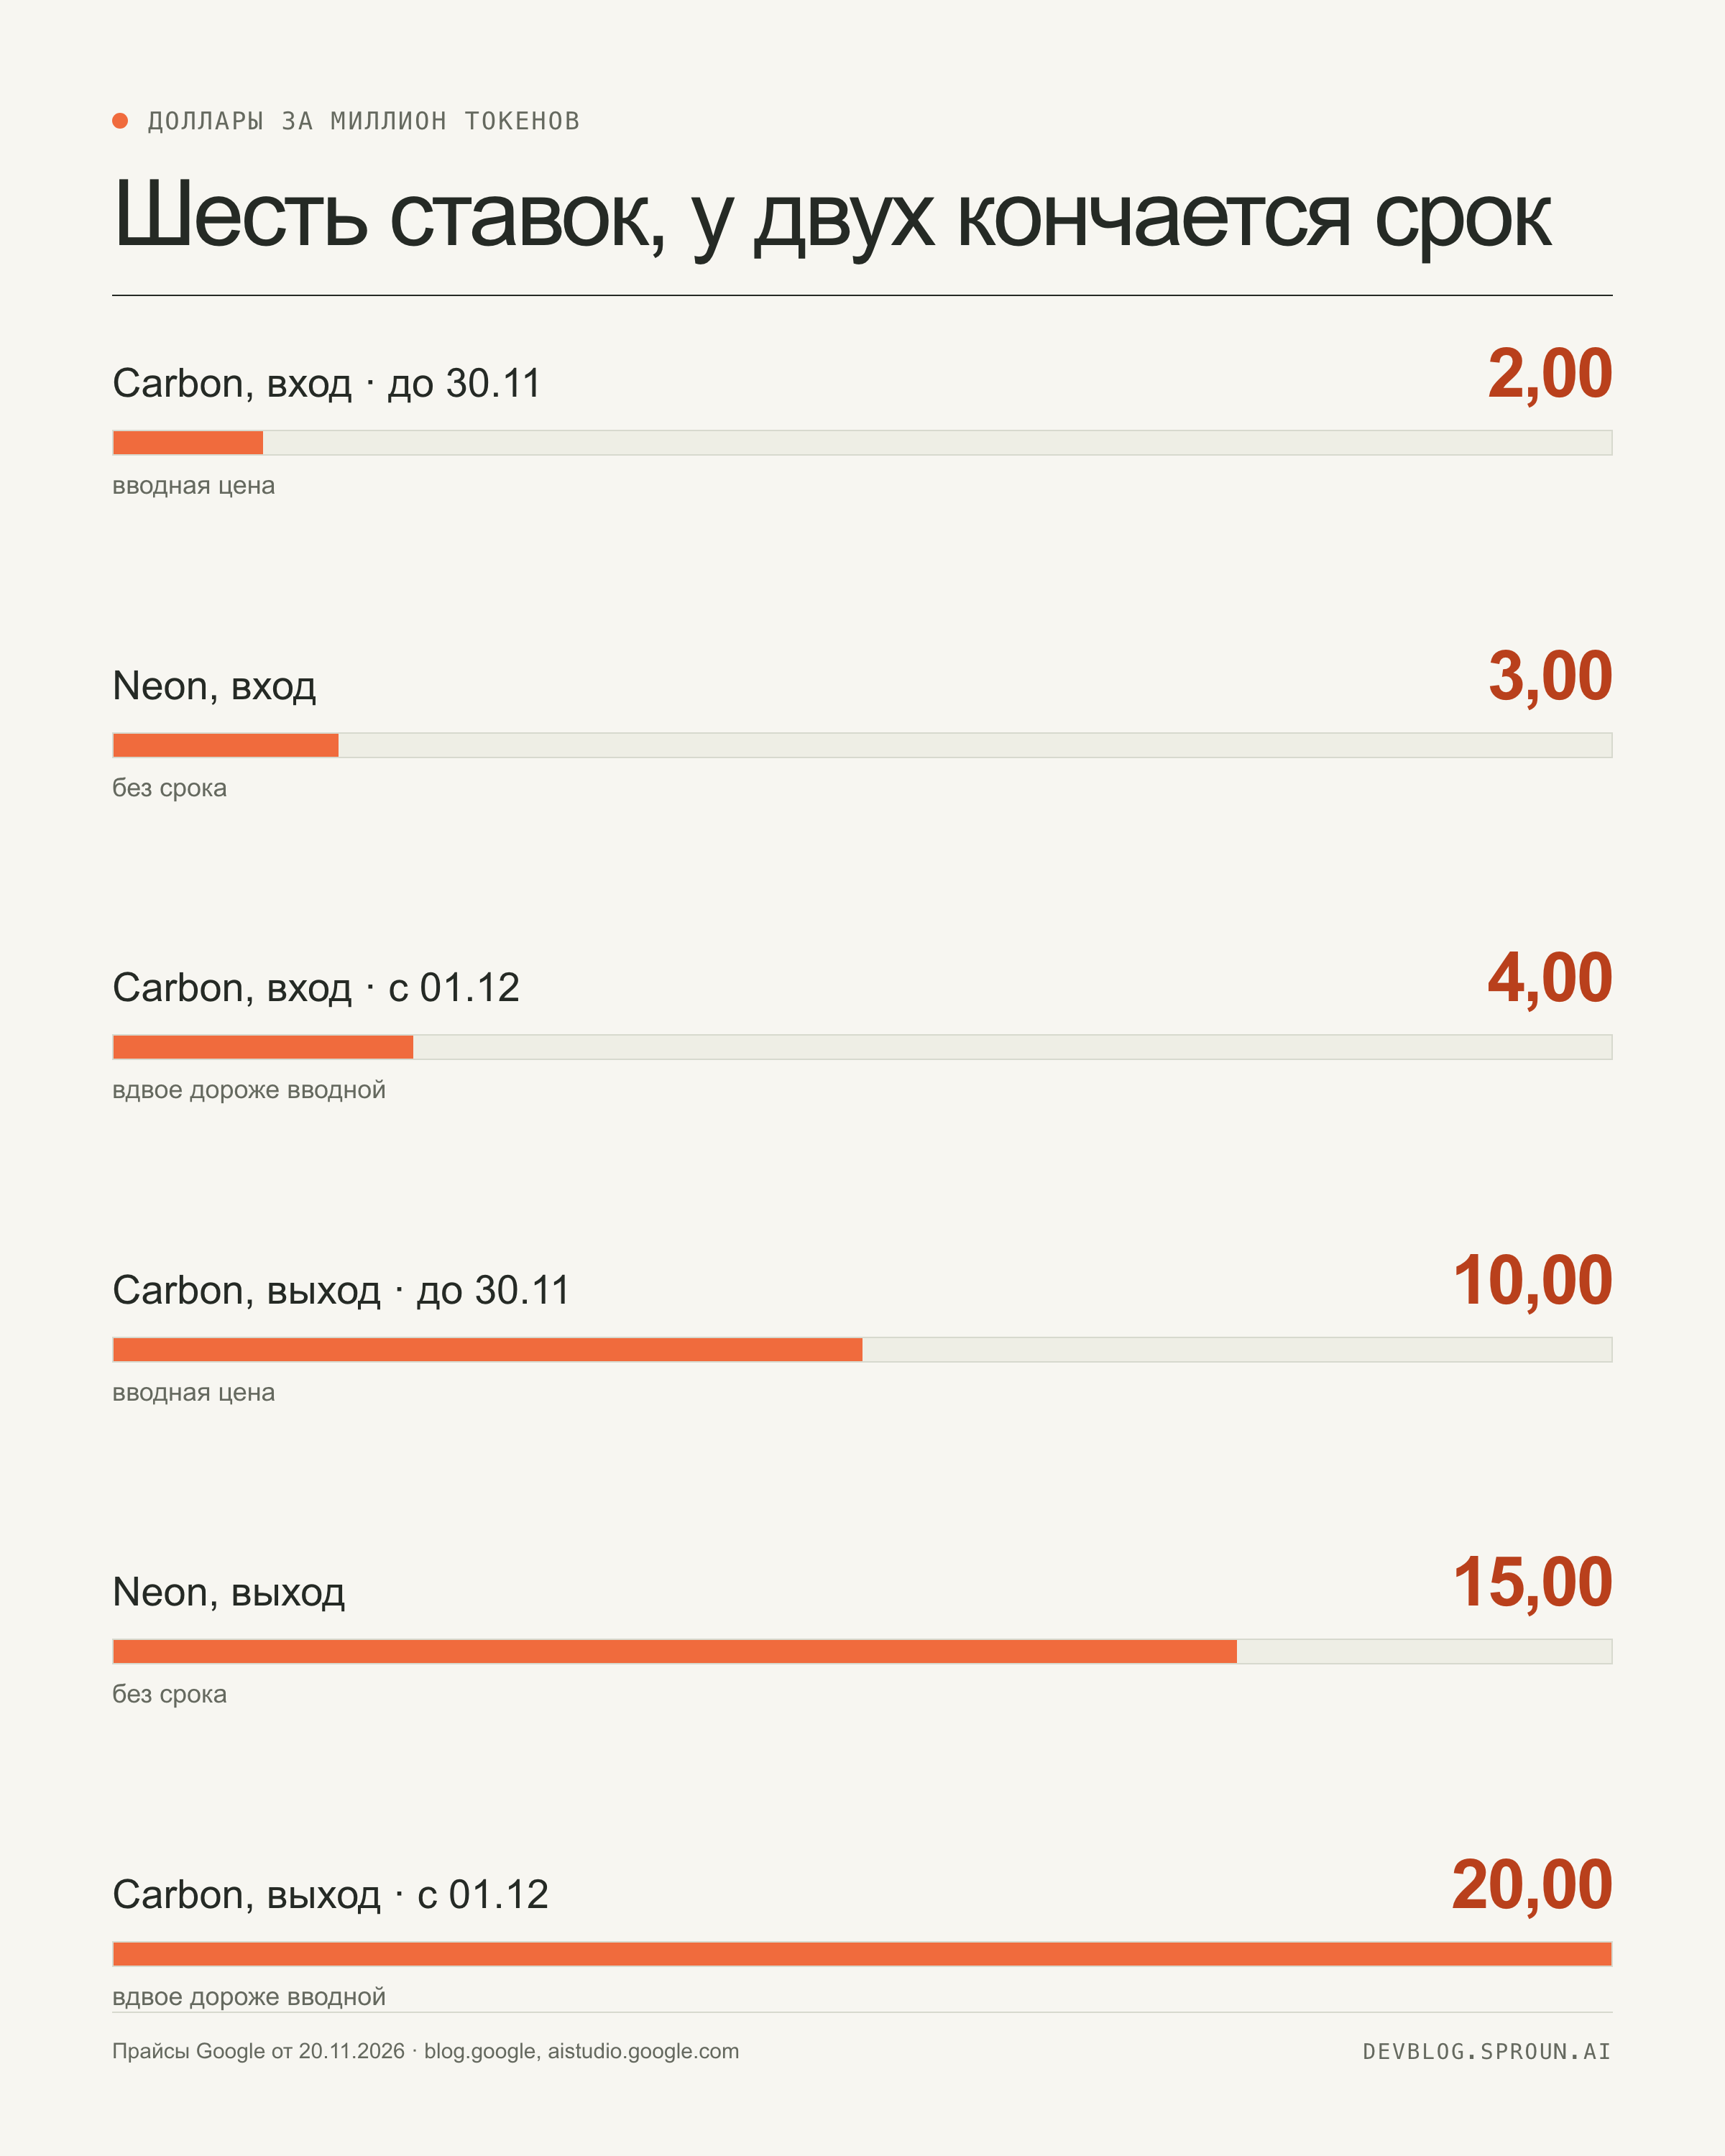 ДОЛЛАРЫ ЗА МИЛЛИОН ТОКЕНОВ
Шесть ставок, у двух кончается срок
Carbon, вход · до 30.11 2,00
вводная цена
Neon, вход 3,00
без срока
Carbon, вход · с 01.12 4,00
вдвое дороже вводной
Carbon, выход · до 30.11 10,00
вводная цена
Neon, выход 15,00
без срока
Carbon, выход · с 01.12 20,00
вдвое дороже вводной
Прайсы Google от 20.11.2026 · blog.google, aistudio.google.com DEVBLOG.SPROUN.AI